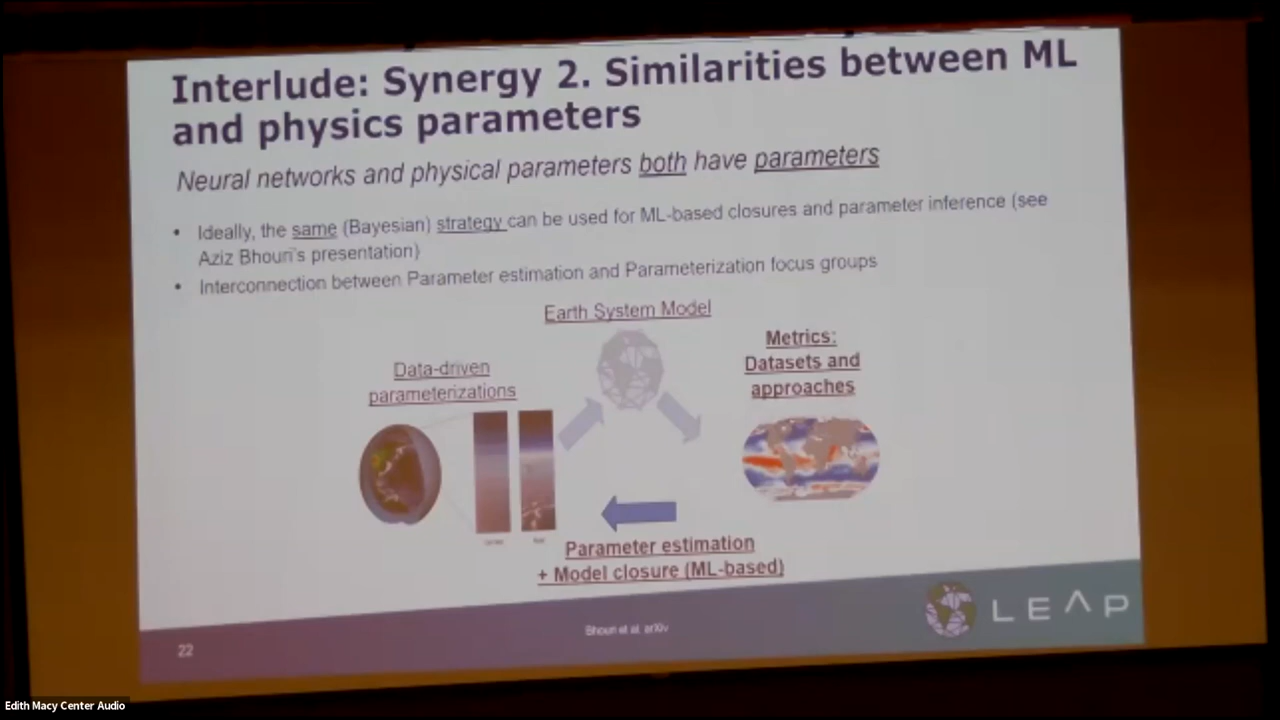 Interlude: Synergy 2. Similarities between ML
and physics parameters
Neural networks and physical parameters both have parameters
• Ideally, the same (Bayesian) strategy can be used for ML-based closures and parameter inference (see
Aziz Bhouri's presentation)
• Interconnection between Parameter estimation and Parameterization focus groups
Earth System Model
Data-driven
parameterizations
Metrics:
Datasets and
approaches
Parameter estimation
+ Model closure (ML-based)
22
Bhouri et al. arXiv
LEAP
Edith Macy Center Audio